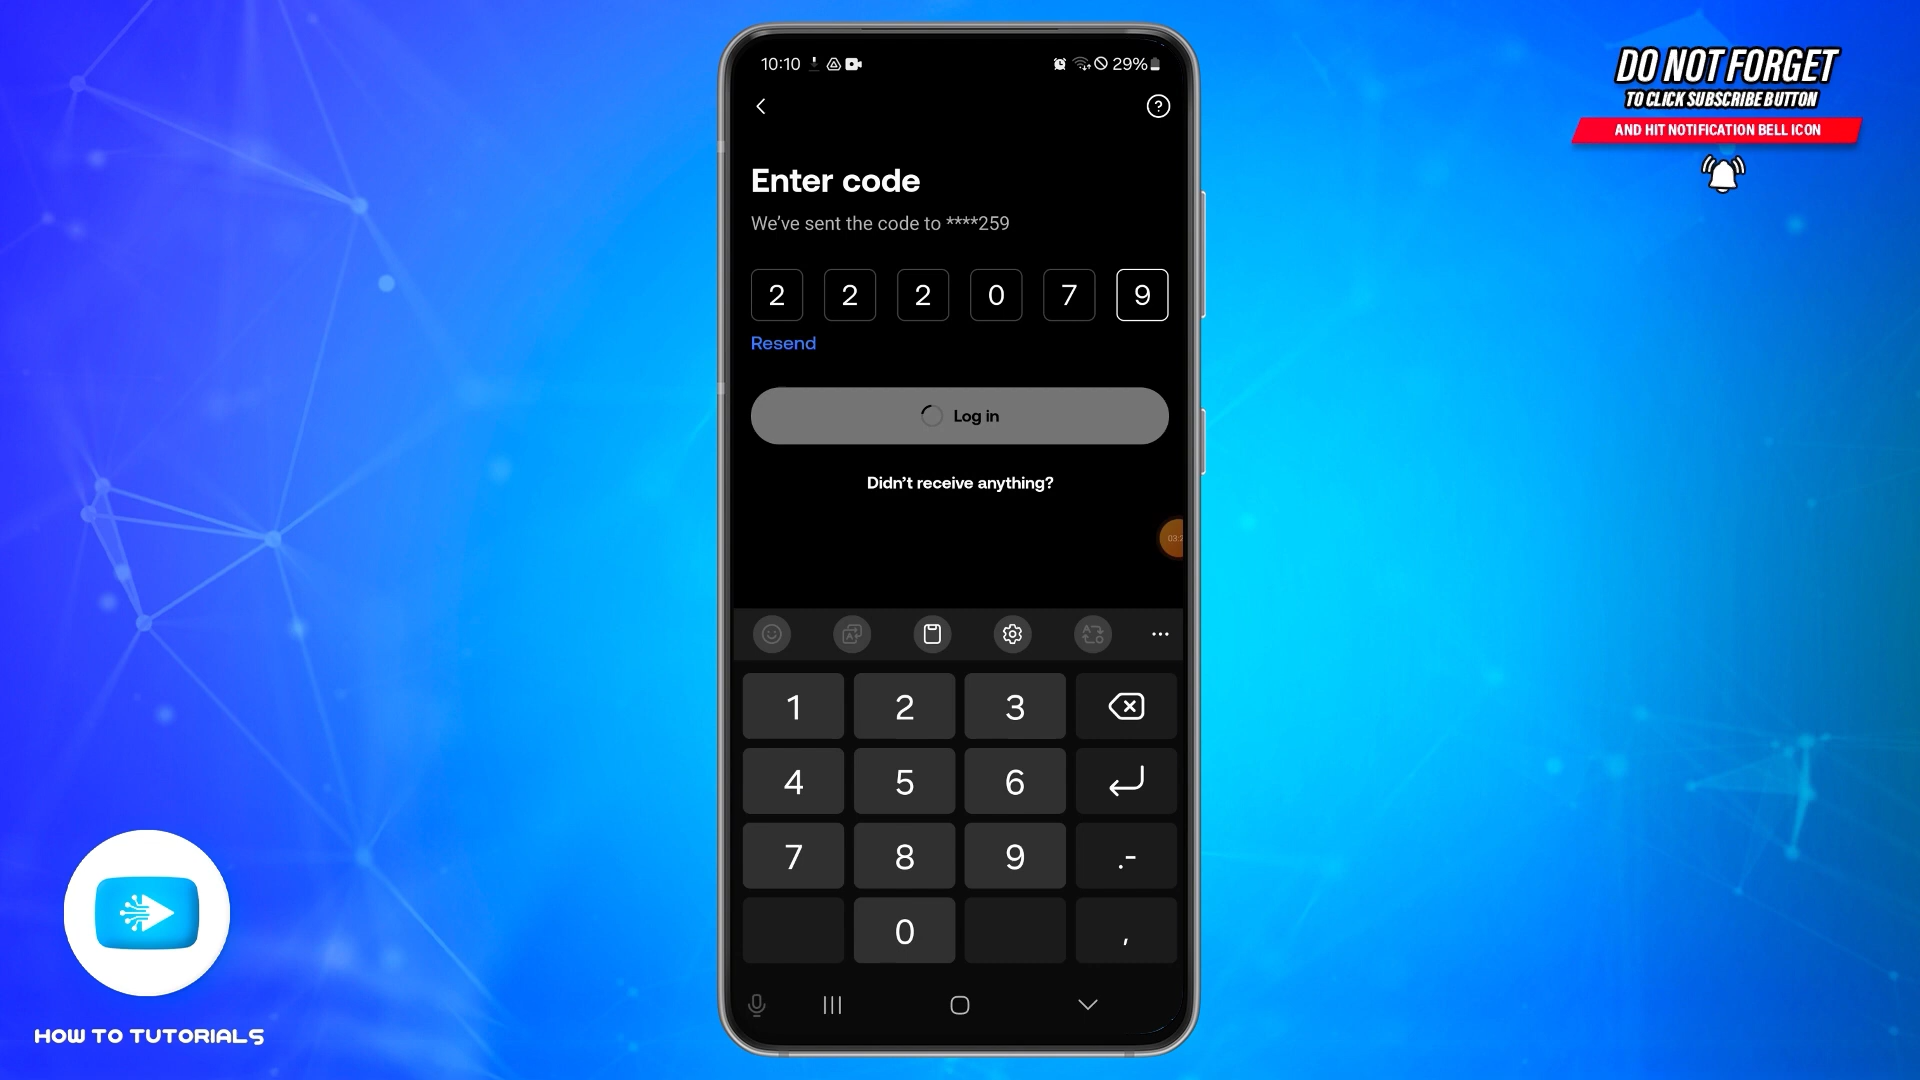 10:10
29%
Enter code
We've sent the code to ****259
2 2 2 0 7 9
Resend
Log in
Didn't receive anything?
1 2 3
4 5 6
7 8 9 .-
0 ,
DO NOT FORGET
TO CLICK SUBSCRIBE BUTTON
AND HIT NOTIFICATION BELL ICON
HOW TO TUTORIALS